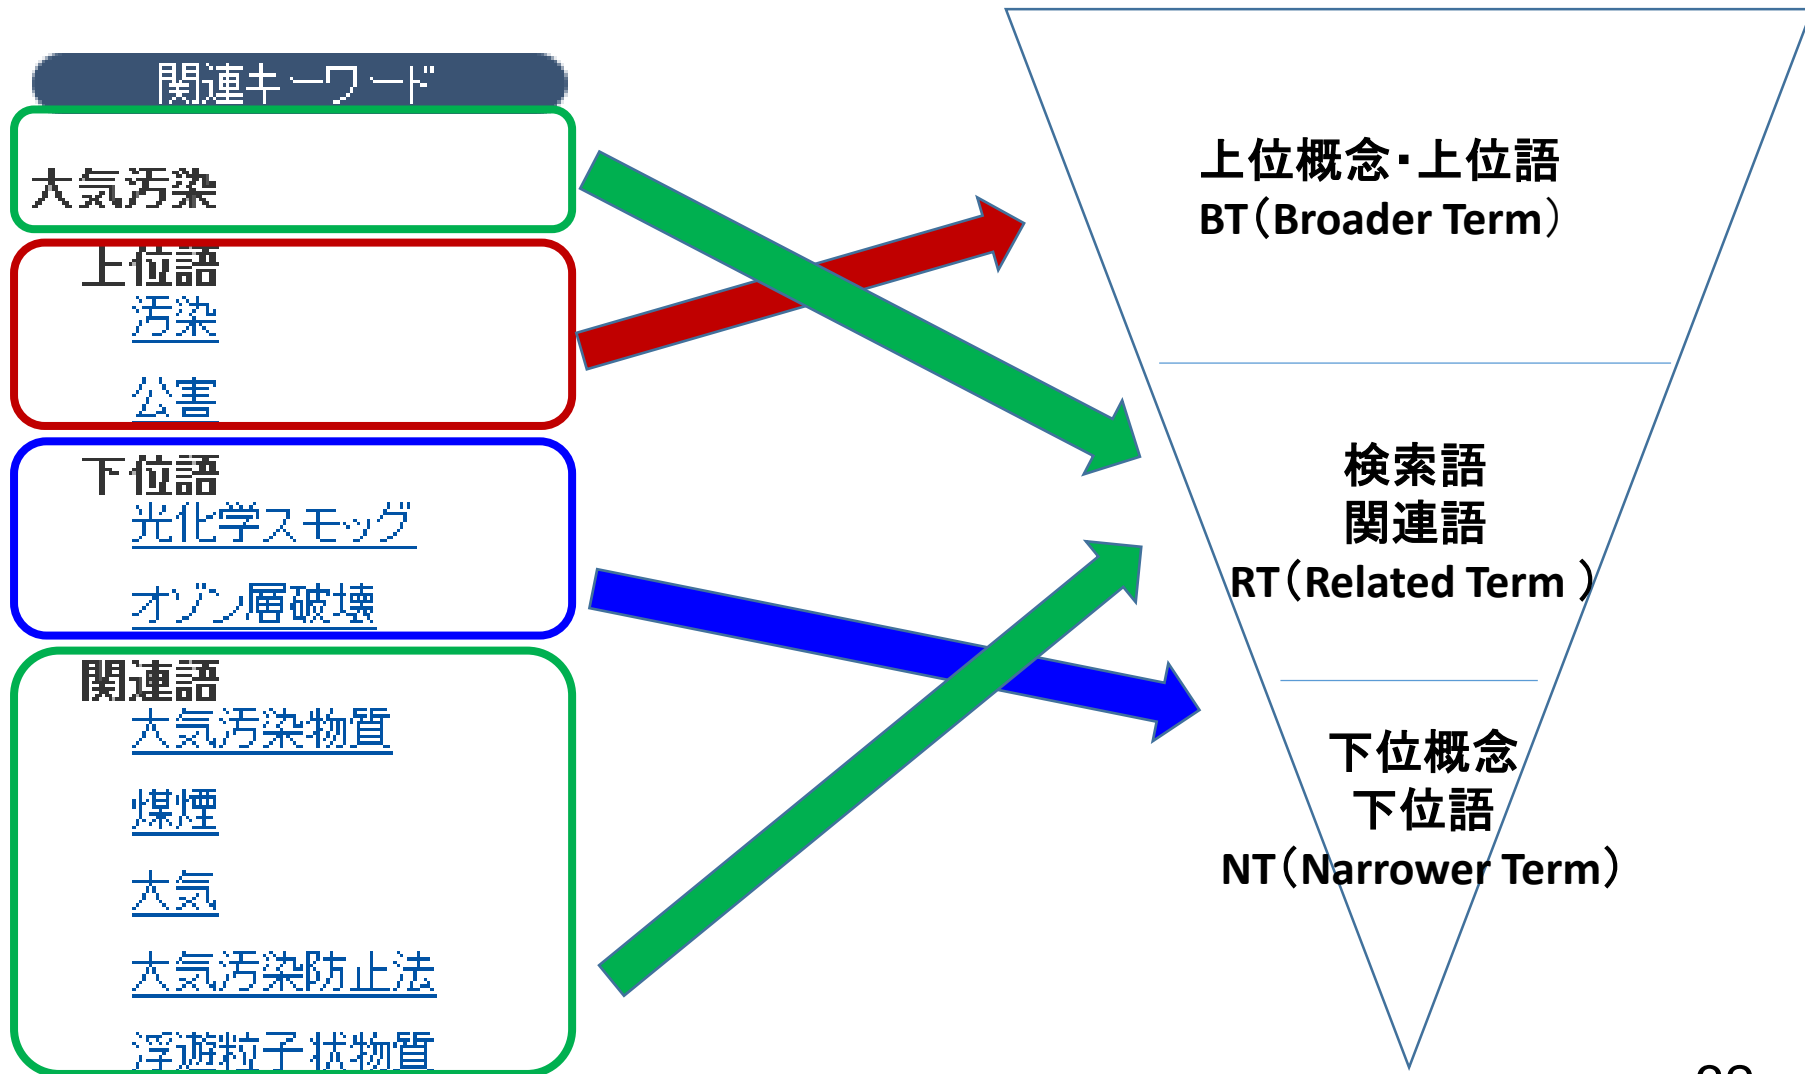 関連キーワード
大気汚染
上位語
汚染
公害
下位語
光化学スモッグ
オゾン層破壊
関連語
大気汚染物質
煤煙
大気
大気汚染防止法
浮遊粒子状物質
上位概念・上位語
BT（Broader Term）
検索語
関連語
RT（Related Term ）
下位概念
下位語
NT（Narrower Term）